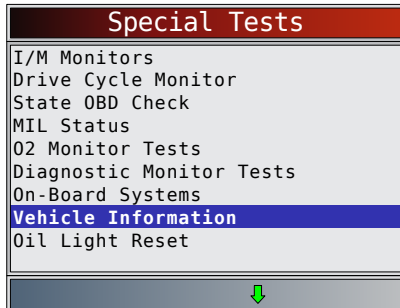 Special Tests
I/M Monitors
Drive Cycle Monitor
State OBD Check
MIL Status
O2 Monitor Tests
Diagnostic Monitor Tests
On-Board Systems
Vehicle Information
Oil Light Reset